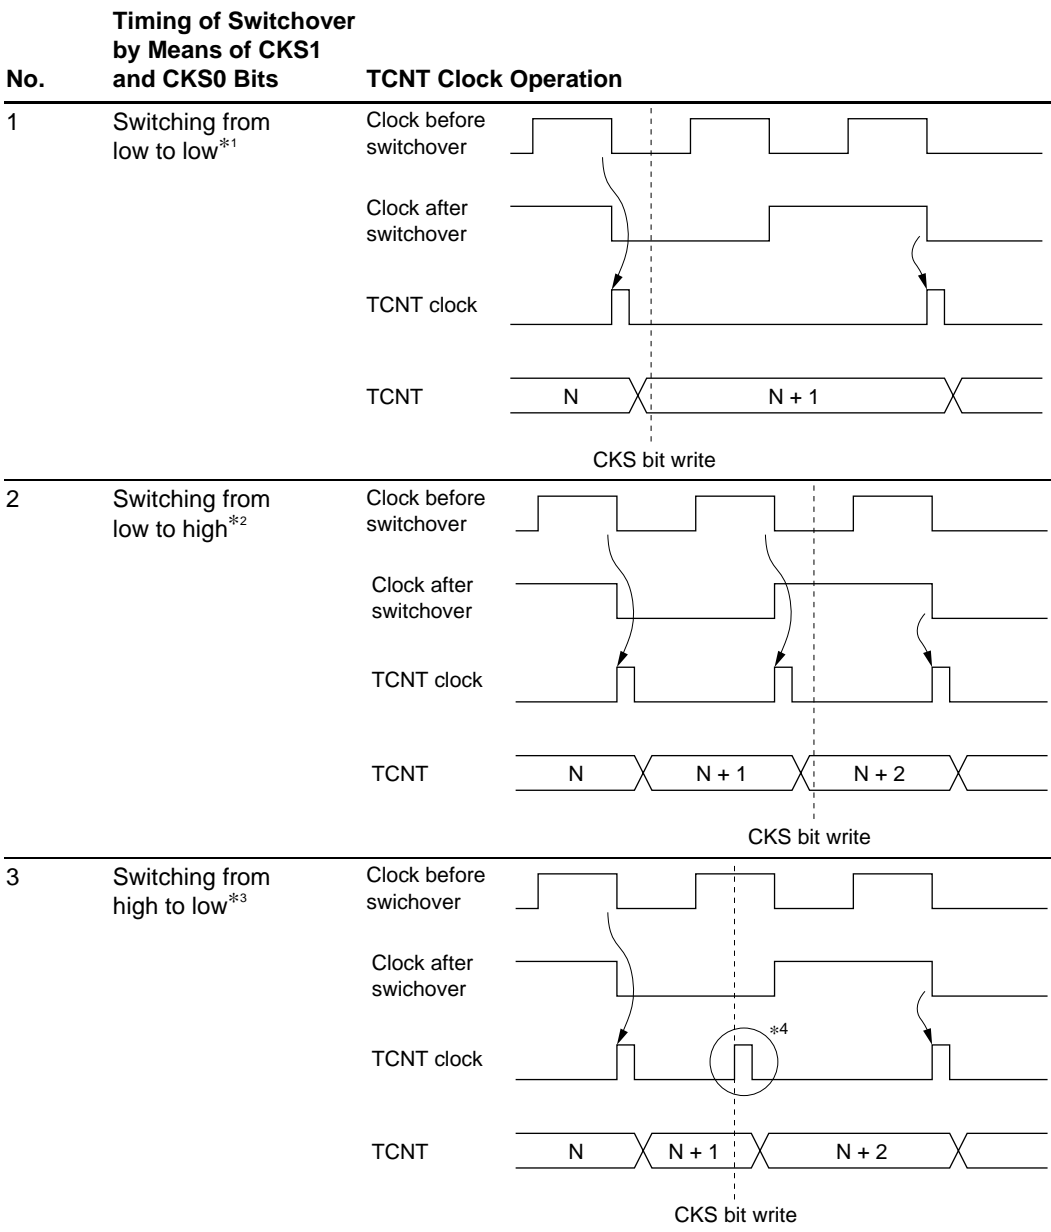 Timing of Switchover
by Means of CKS1
No. and CKS0 Bits TCNT Clock Operation
1 Switching from
low to low*1
Clock before
switchover
Clock after
switchover
TCNT clock
TCNT N N + 1
CKS bit write
2 Switching from
low to high*2
Clock before
switchover
Clock after
switchover
TCNT clock
TCNT N N + 1 N + 2
CKS bit write
3 Switching from
high to low*3
Clock before
swichover
Clock after
swichover
*4
TCNT clock
TCNT N N + 1 N + 2
CKS bit write